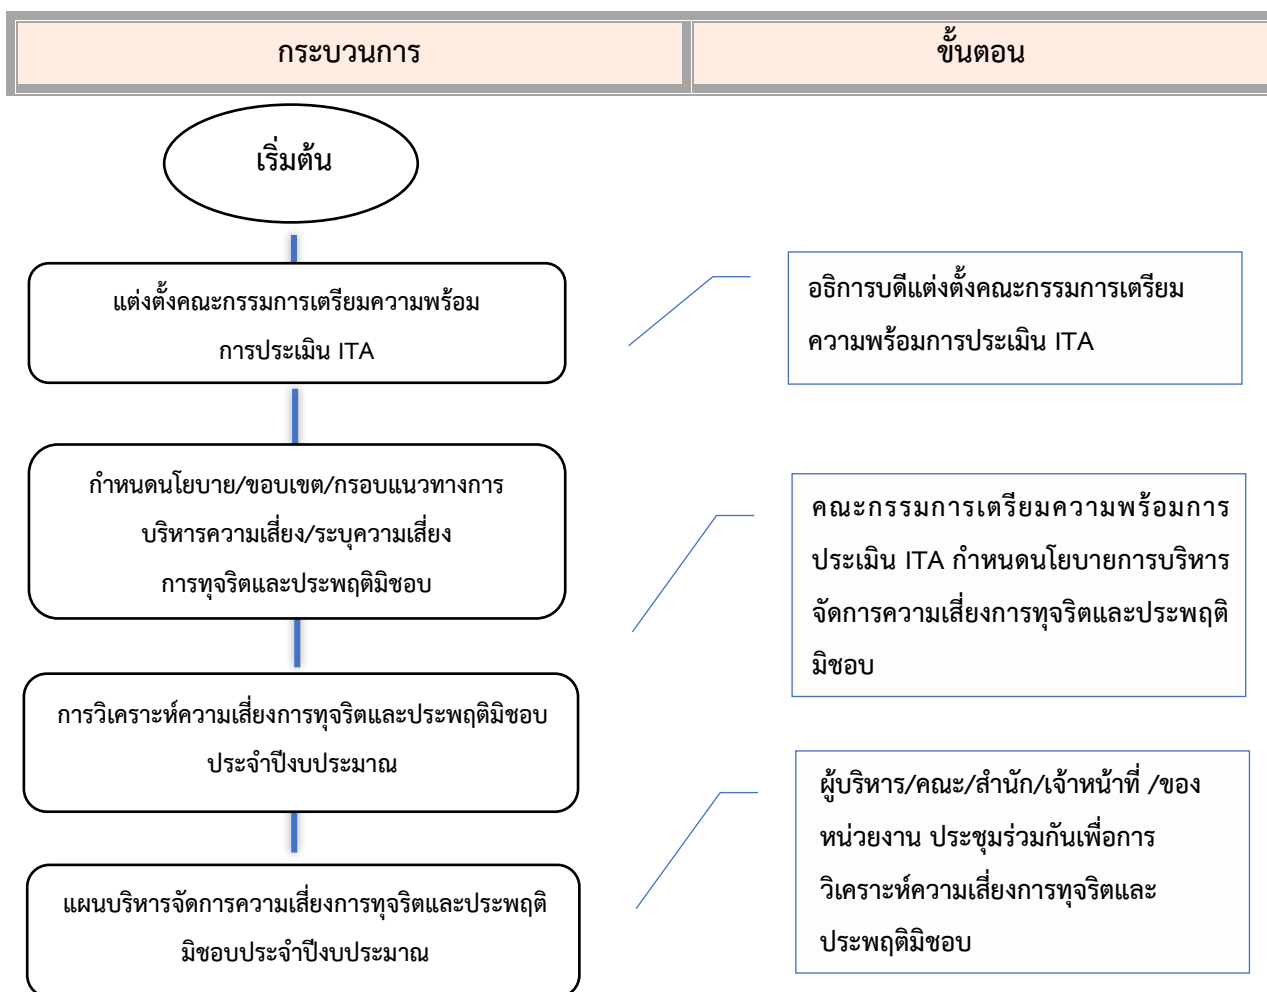 กระบวนการ
ขั้นตอน
เริ่มต้น
แต่งตั้งคณะกรรมการเตรียมความพร้อม
การประเมิน ITA
อธิการบดีแต่งตั้งคณะกรรมการเตรียม
ความพร้อมการประเมิน ITA
กำหนดนโยบาย/ขอบเขต/กรอบแนวทางการ
บริหารความเสี่ยง/ระบุความเสี่ยง
การทุจริตและประพฤติมิชอบ
คณะกรรมการเตรียมความพร้อมการ
ประเมิน ITA กำหนดนโยบายการบริหาร
จัดการความเสี่ยงการทุจริตและประพฤติ
มิชอบ
การวิเคราะห์ความเสี่ยงการทุจริตและประพฤติมิชอบ
ประจำปีงบประมาณ
ผู้บริหาร/คณะ/สำนัก/เจ้าหน้าที่ /ของ
หน่วยงาน ประชุมร่วมกันเพื่อการ
วิเคราะห์ความเสี่ยงการทุจริตและ
ประพฤติมิชอบ
แผนบริหารจัดการความเสี่ยงการทุจริตและประพฤติ
มิชอบประจำปีงบประมาณ